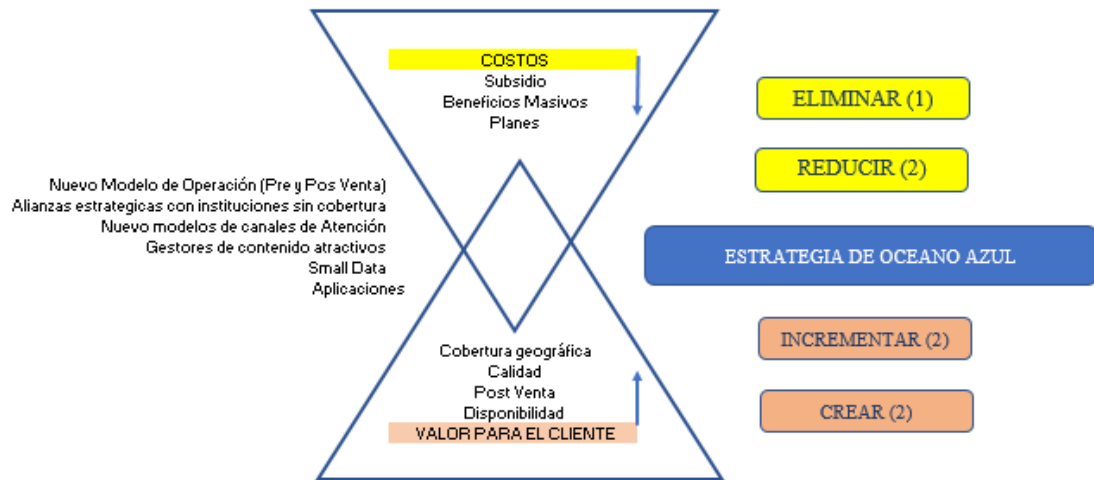 COSTOS
Subsidio
Beneficios Masivos
Planes
Nuevo Modelo de Operación (Pre y Pos Venta)
Alianzas estrategicas con instituciones sin cobertura
Nuevo modelos de canales de Atención
Gestores de contenido atractivos
Small Data
Aplicaciones
Cobertura geográfica
Calidad
Post Venta
Disponibilidad
VALOR PARA EL CLIENTE
ELIMINAR (1)
REDUCIR (2)
ESTRATEGIA DE OCEANO AZUL
INCREMENTAR (2)
CREAR (2)